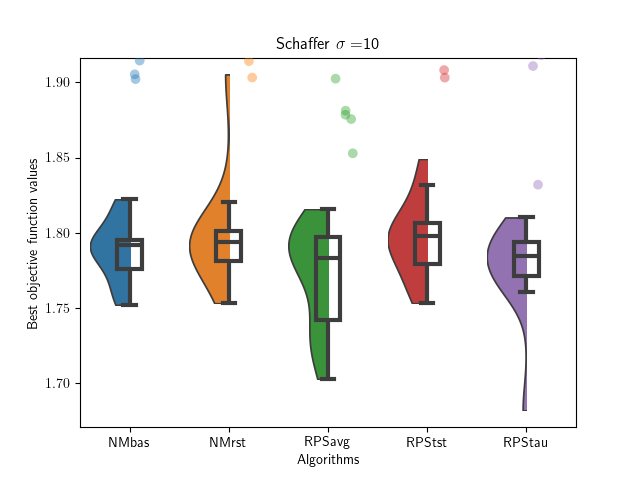 Schaffer σ =10
Best objective function values
1.90
1.85
1.80
1.75
1.70
NMbas NMrst RPSavg RPStst RPStau
Algorithms